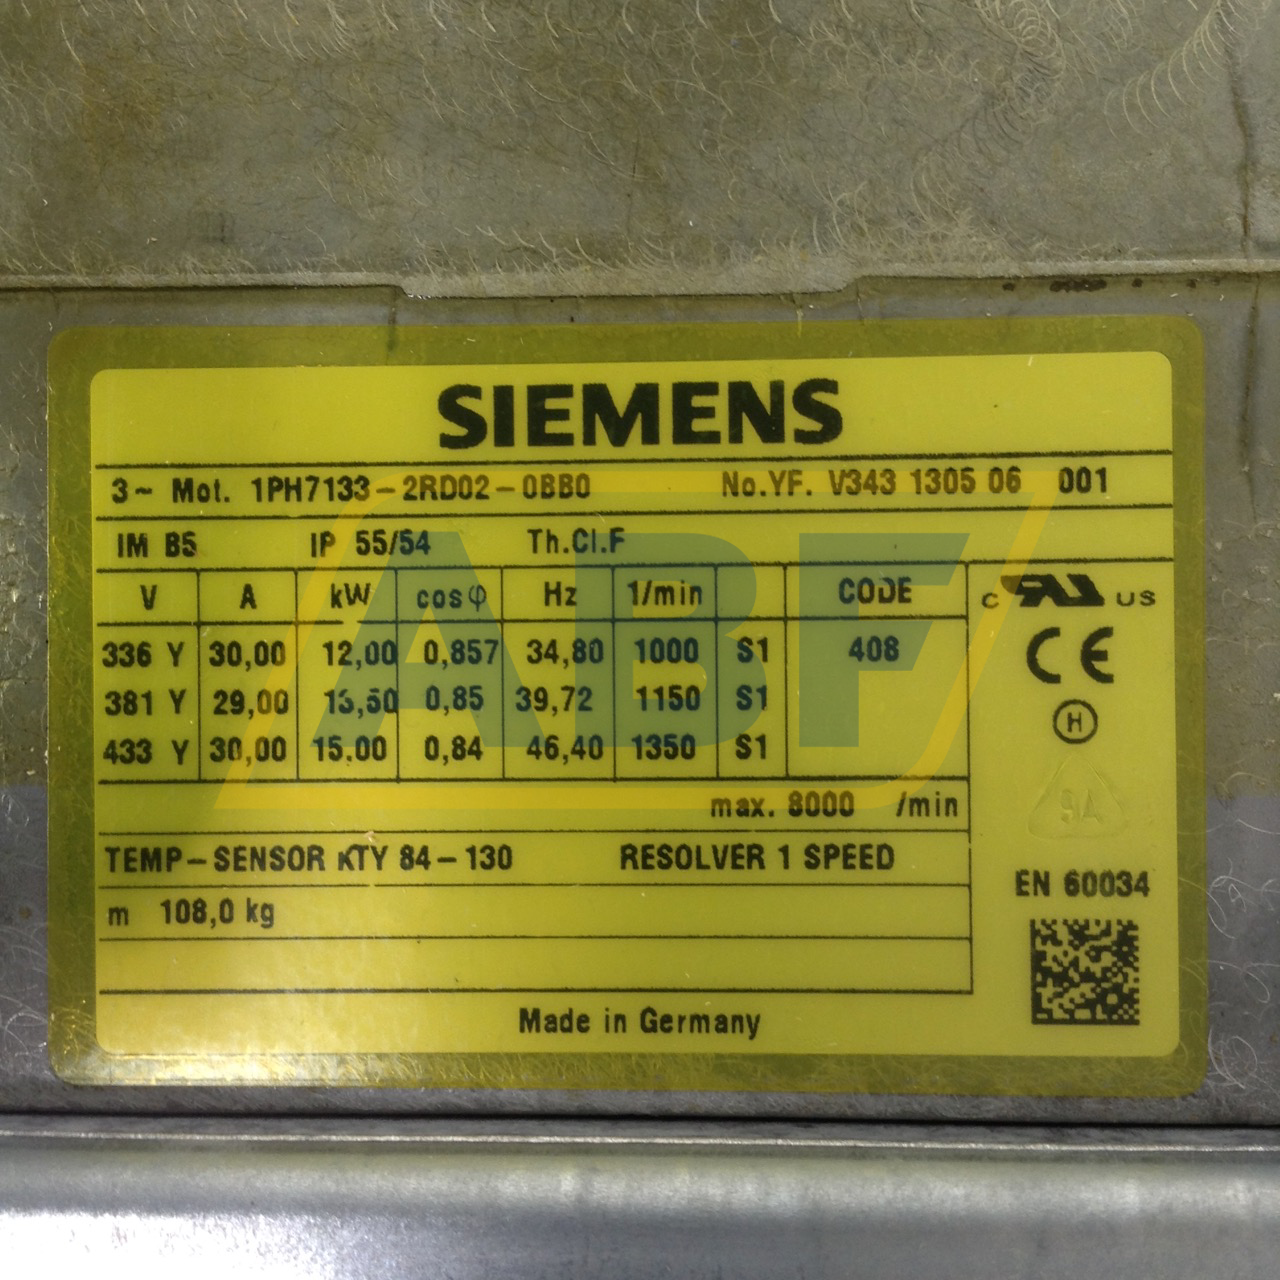 SIEMENS
3~ Mot. 1PH7133-2RD02-0BB0 No.YF. V343 1305 06 001
IM B5 IP 55/54 Th.Cl.F
V A kW cosφ Hz 1/min CODE
336 Y 30,00 12,00 0,857 34,80 1000 S1 408
381 Y 29,00 13,50 0,85 39,72 1150 S1
433 Y 30,00 15.00 0,84 46,40 1350 S1
max. 8000 /min
TEMP-SENSOR KTY 84-130 RESOLVER 1 SPEED
m 108,0 kg
Made in Germany
C RU US
CE
H
94
EN 60034
ABF